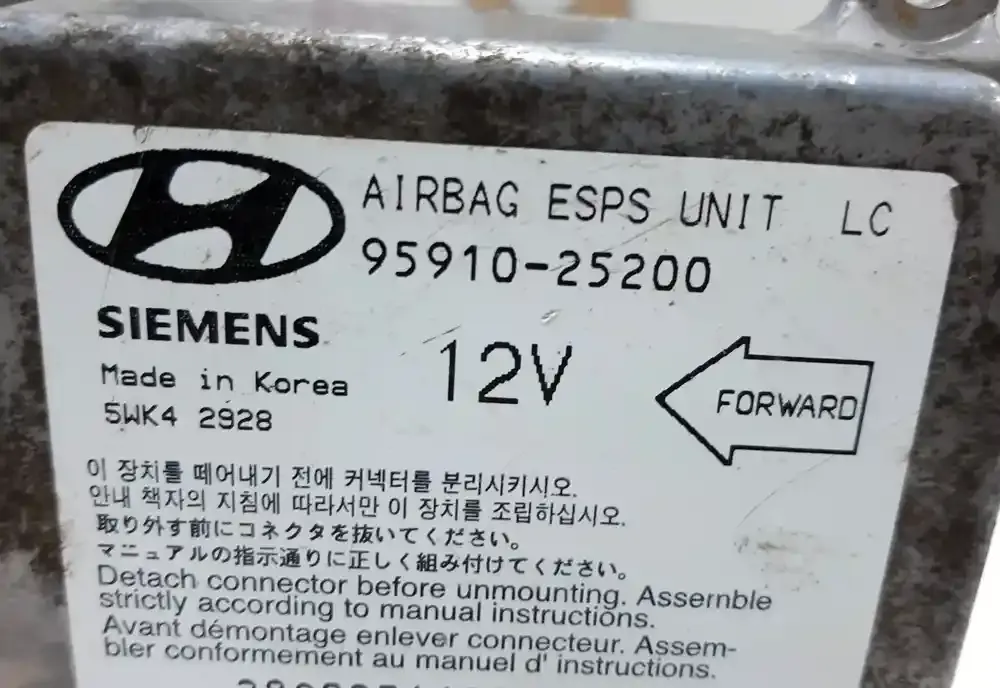 AIRBAG ESPS UNIT LC
95910-25200
SIEMENS
12V
FORWARD
Made in Korea
5WK4 2928
이 장치를 떼어내기 전에 커넥터를 분리시키시오.
안내 책자의 지침에 따라서만 이 장치를 조립하십시오.
取り外す前にコネクタを抜いてください。
マニュアルの指示通りに正しく組み付けてください。
Detach connector before unmounting. Assemble
strictly according to manual instructions.
Avant démontage enlever connecteur. Assem-
bler conformement au manuel d' instructions.